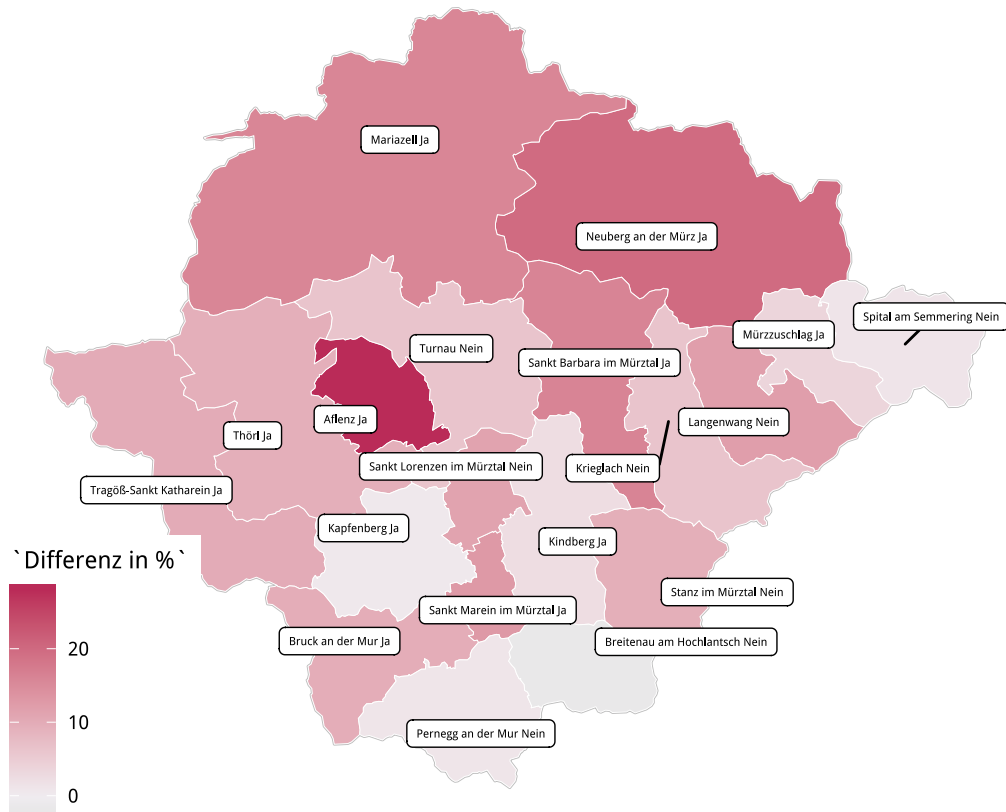 Mariazell Ja
Neuberg an der Mürz Ja
Spital am Semmering Nein
Mürzzuschlag Ja
Turnau Nein
Sankt Barbara im Mürztal Ja
Aflenz Ja
Langenwang Nein
Thörl Ja
Sankt Lorenzen im Mürztal Nein
Krieglach Nein
Tragöß-Sankt Katharein Ja
Kapfenberg Ja
Kindberg Ja
`Differenz in %`
Stanz im Mürztal Nein
Sankt Marein im Mürztal Ja
Bruck an der Mur Ja
Breitenau am Hochlantsch Nein
20
10
Pernegg an der Mur Nein
0